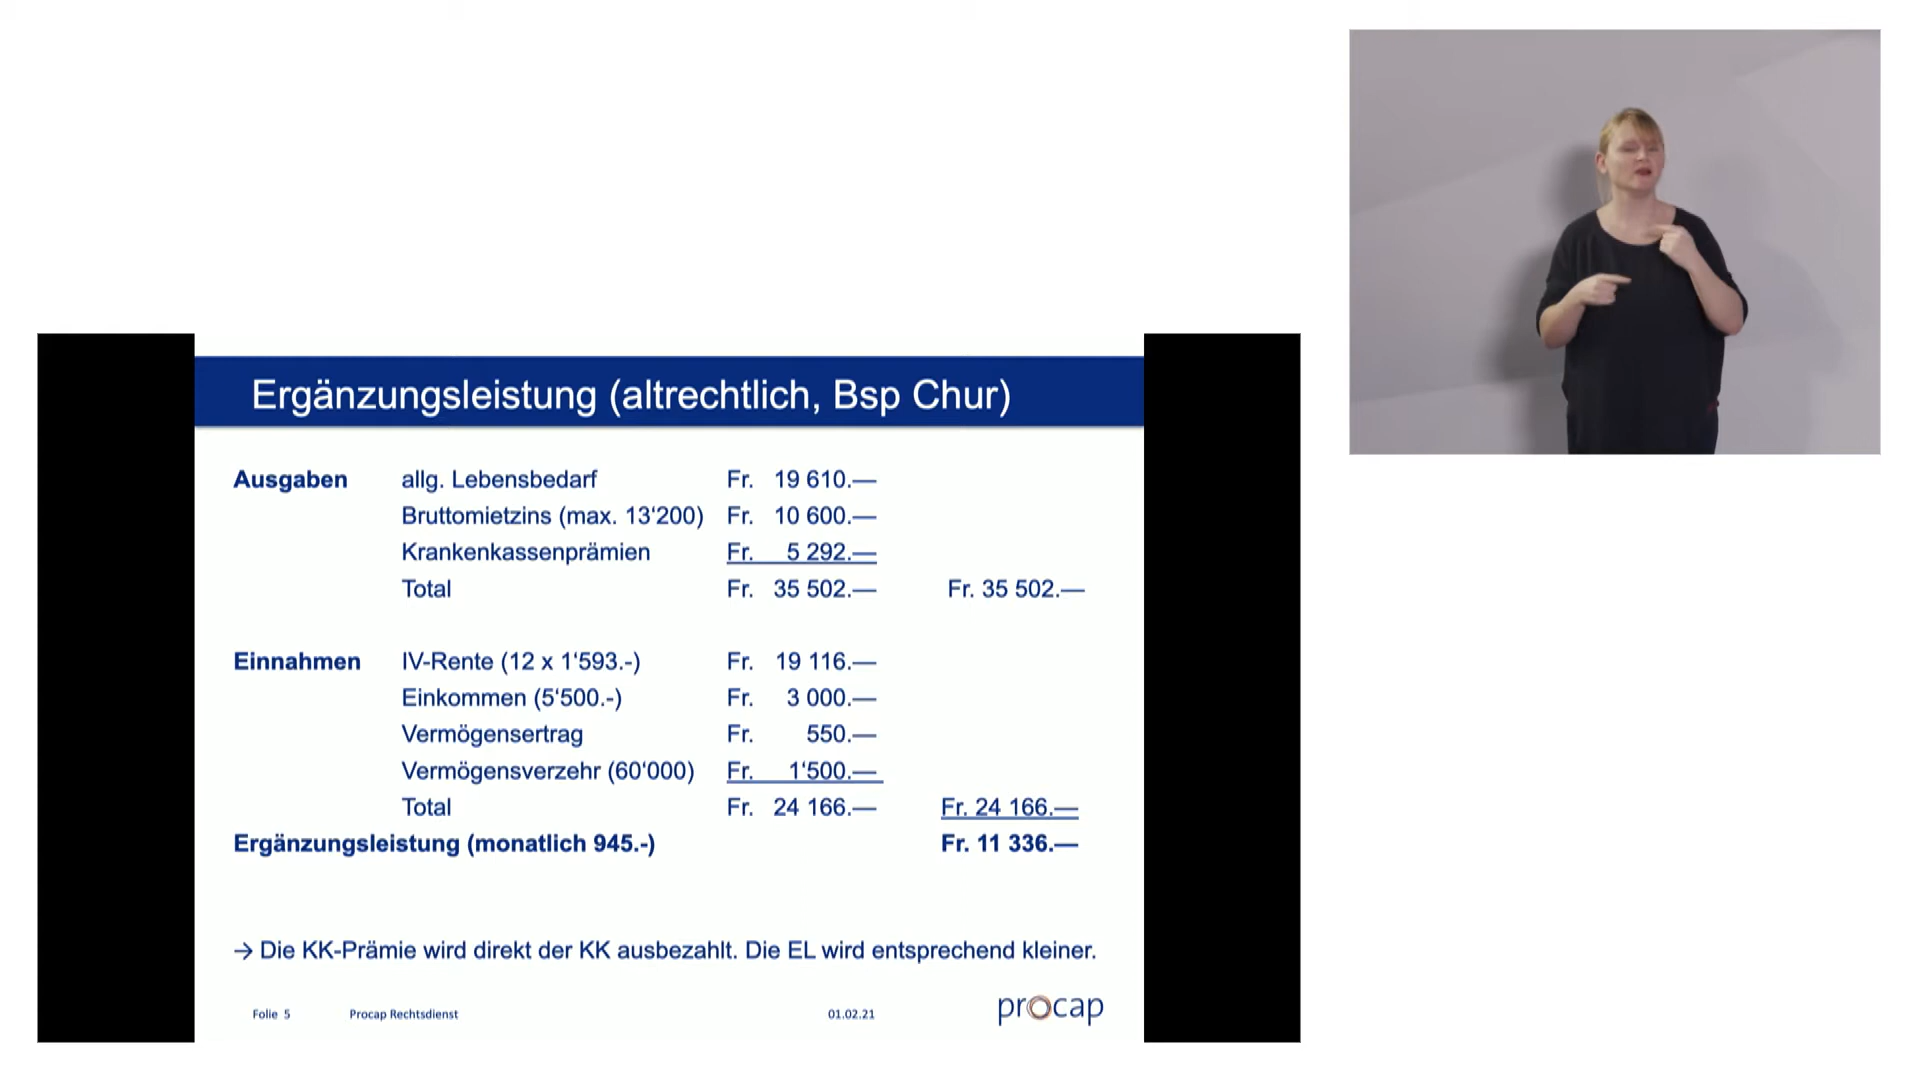 Ergänzungsleistung (altrechtlich, Bsp Chur)
Ausgaben allg. Lebensbedarf Fr. 19 610.—
Bruttomietzins (max. 13‘200) Fr. 10 600.—
Krankenkassenprämien Fr. 5 292.—
Total Fr. 35 502.— Fr. 35 502.—
Einnahmen IV-Rente (12 x 1‘593.-) Fr. 19 116.—
Einkommen (5‘500.-) Fr. 3 000.—
Vermögensertrag Fr. 550.—
Vermögensverzehr (60‘000) Fr. 1‘500.—
Total Fr. 24 166.— Fr. 24 166.—
Ergänzungsleistung (monatlich 945.-) Fr. 11 336.—
→ Die KK-Prämie wird direkt der KK ausbezahlt. Die EL wird entsprechend kleiner.
Folie 5 Procap Rechtsdienst 01.02.21 procap